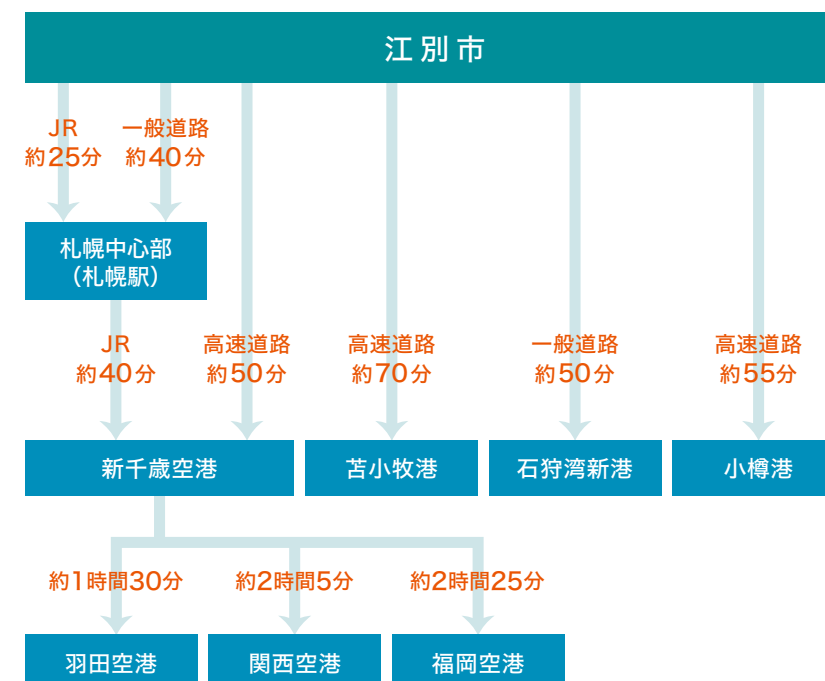 江別市
JR
約25分
一般道路
約40分
札幌中心部
（札幌駅）
JR
約40分
高速道路
約50分
高速道路
約70分
一般道路
約50分
高速道路
約55分
新千歳空港
苫小牧港
石狩湾新港
小樽港
約1時間30分
約2時間5分
約2時間25分
羽田空港
関西空港
福岡空港